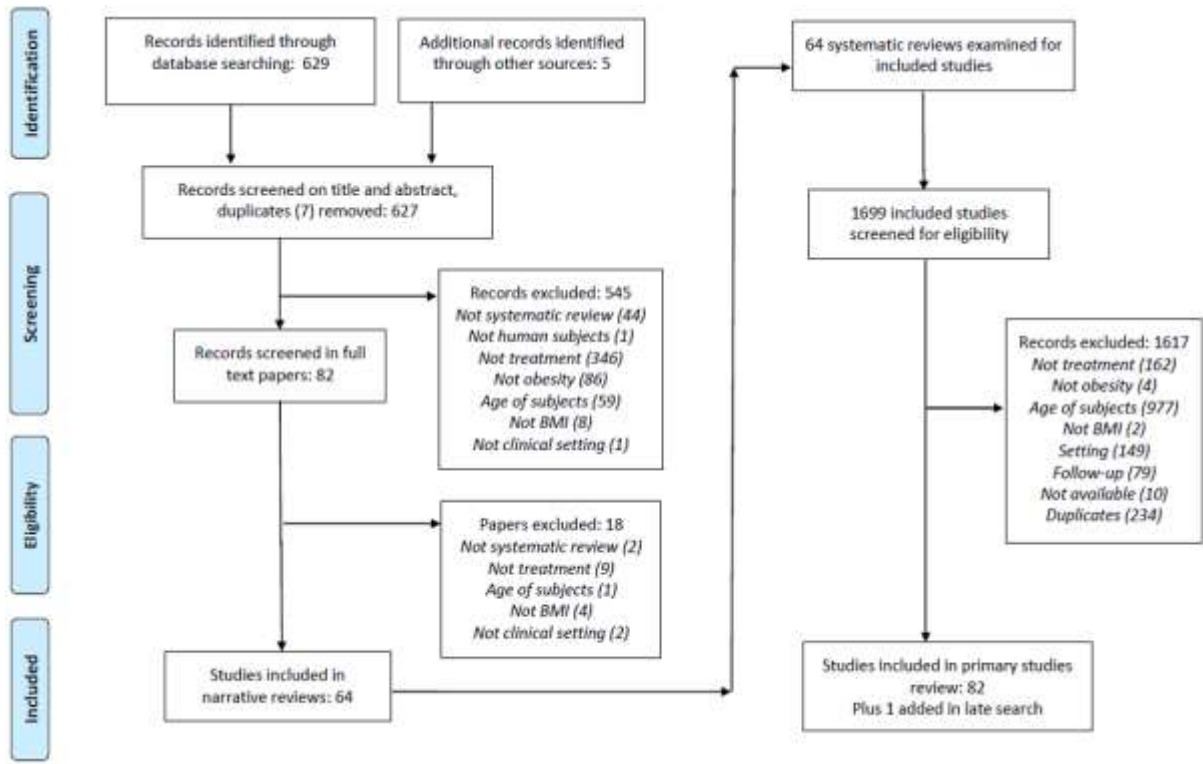 Identification
Records identified through
database searching: 629
Additional records identified
through other sources: 5
Records screened on title and abstract,
duplicates (7) removed: 627
Screening
Records excluded: 545
Not systematic review (44)
Not human subjects (1)
Not treatment (346)
Not obesity (86)
Age of subjects (59)
Not BMI (8)
Not clinical setting (1)
Records screened in full
text papers: 82
Eligibility
Papers excluded: 18
Not systematic review (2)
Not treatment (9)
Age of subjects (1)
Not BMI (4)
Not clinical setting (2)
Included
Studies included in
narrative reviews: 64
64 systematic reviews examined for
included studies
1699 included studies
screened for eligibility
Records excluded: 1617
Not treatment (162)
Not obesity (4)
Age of subjects (977)
Not BMI (2)
Setting (149)
Follow-up (79)
Not available (10)
Duplicates (234)
Studies included in primary studies
review: 82
Plus 1 added in late search